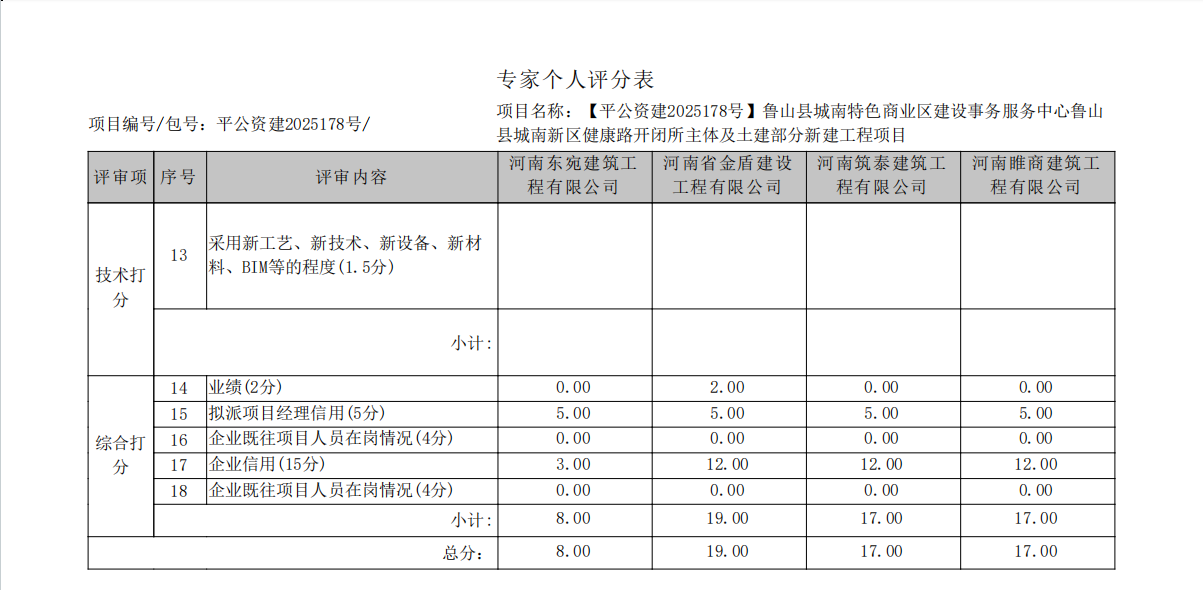 专家个人评分表
项目编号/包号：平公资建2025178号/
项目名称：【平公资建2025178号】鲁山县城南特色商业区建设事务服务中心鲁山
县城南新区健康路开闭所主体及土建部分新建工程项目
评审项 序号 评审内容 河南东宛建筑工程有限公司 河南省金盾建设工程有限公司 河南筑泰建筑工程有限公司 河南睢商建筑工程有限公司
技术打分
13 采用新工艺、新技术、新设备、新材
料、BIM等的程度(1.5分)
小计:
综合打分
14 业绩(2分) 0.00 2.00 0.00 0.00
15 拟派项目经理信用(5分) 5.00 5.00 5.00 5.00
16 企业既往项目人员在岗情况(4分) 0.00 0.00 0.00 0.00
17 企业信用(15分) 3.00 12.00 12.00 12.00
18 企业既往项目人员在岗情况(4分) 0.00 0.00 0.00 0.00
小计: 8.00 19.00 17.00 17.00
总分: 8.00 19.00 17.00 17.00